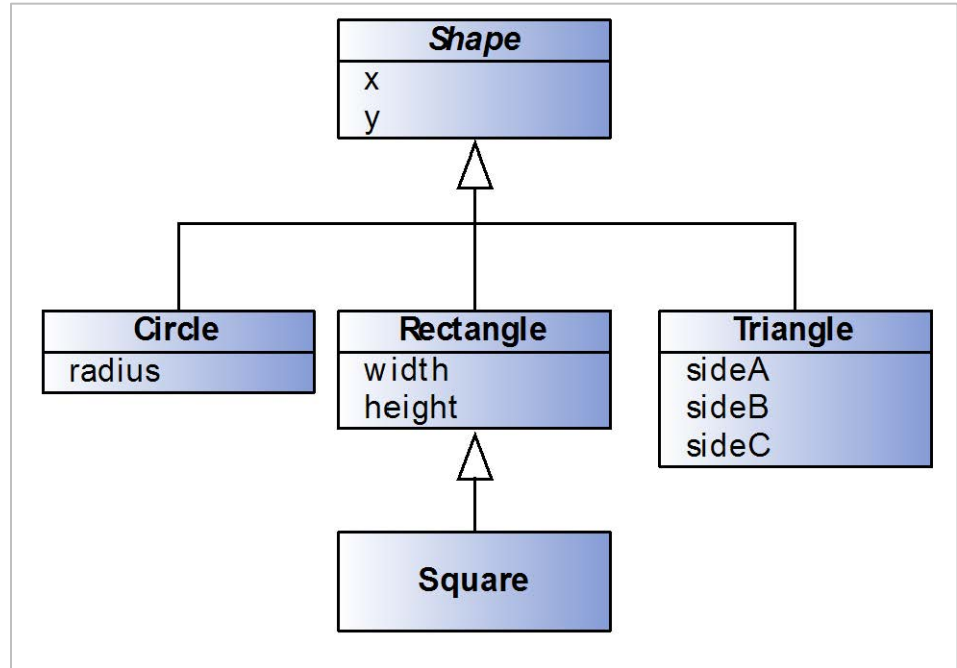 Shape
x
y
Circle
radius
Rectangle
width
height
Triangle
sideA
sideB
sideC
Square